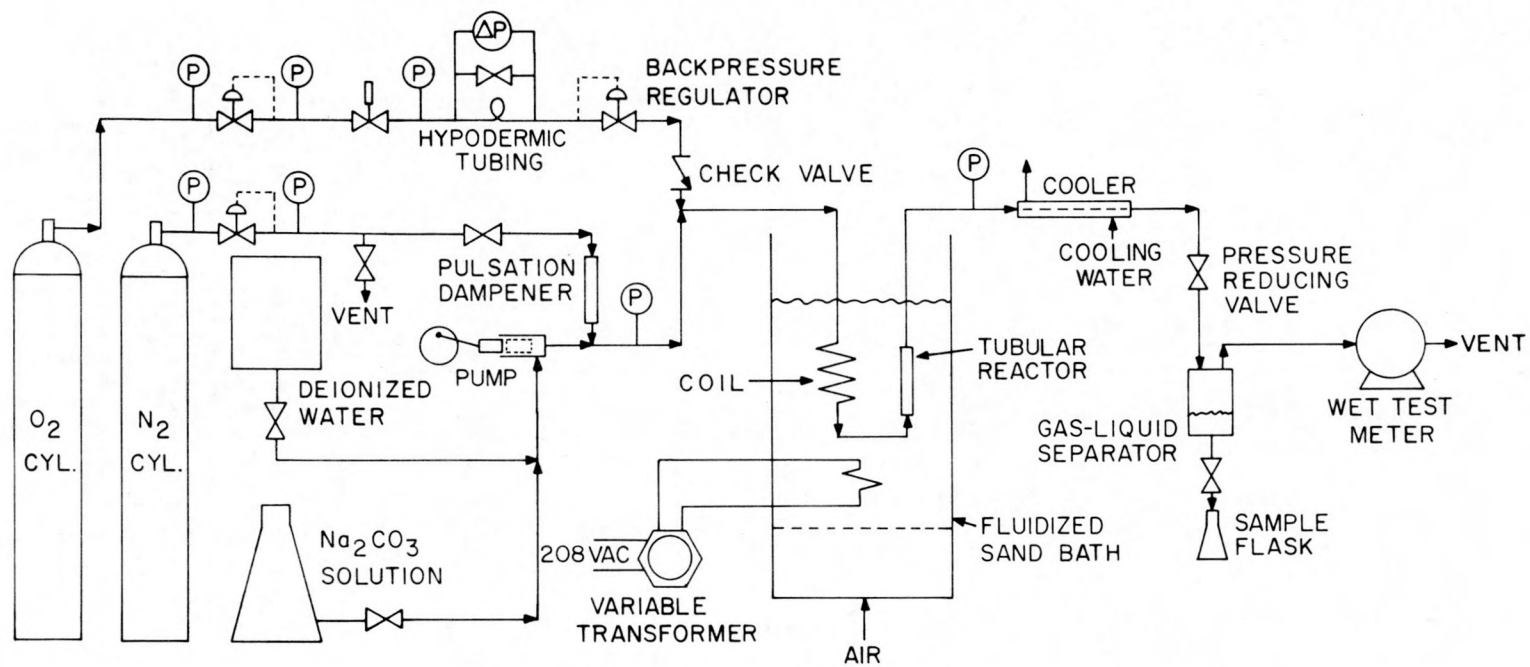 ΔP
P
P
P
BACKPRESSURE
REGULATOR
HYPODERMIC
TUBING
CHECK VALVE
P
P
P
COOLER
COOLING
WATER
PRESSURE
REDUCING
VALVE
PULSATION
DAMPENER
VENT
P
PUMP
DEIONIZED
WATER
COIL
TUBULAR
REACTOR
VENT
WET TEST
METER
GAS-LIQUID
SEPARATOR
O2
CYL.
N2
CYL.
Na2CO3
SOLUTION
208 VAC
VARIABLE
TRANSFORMER
FLUIDIZED
SAND BATH
SAMPLE
FLASK
AIR